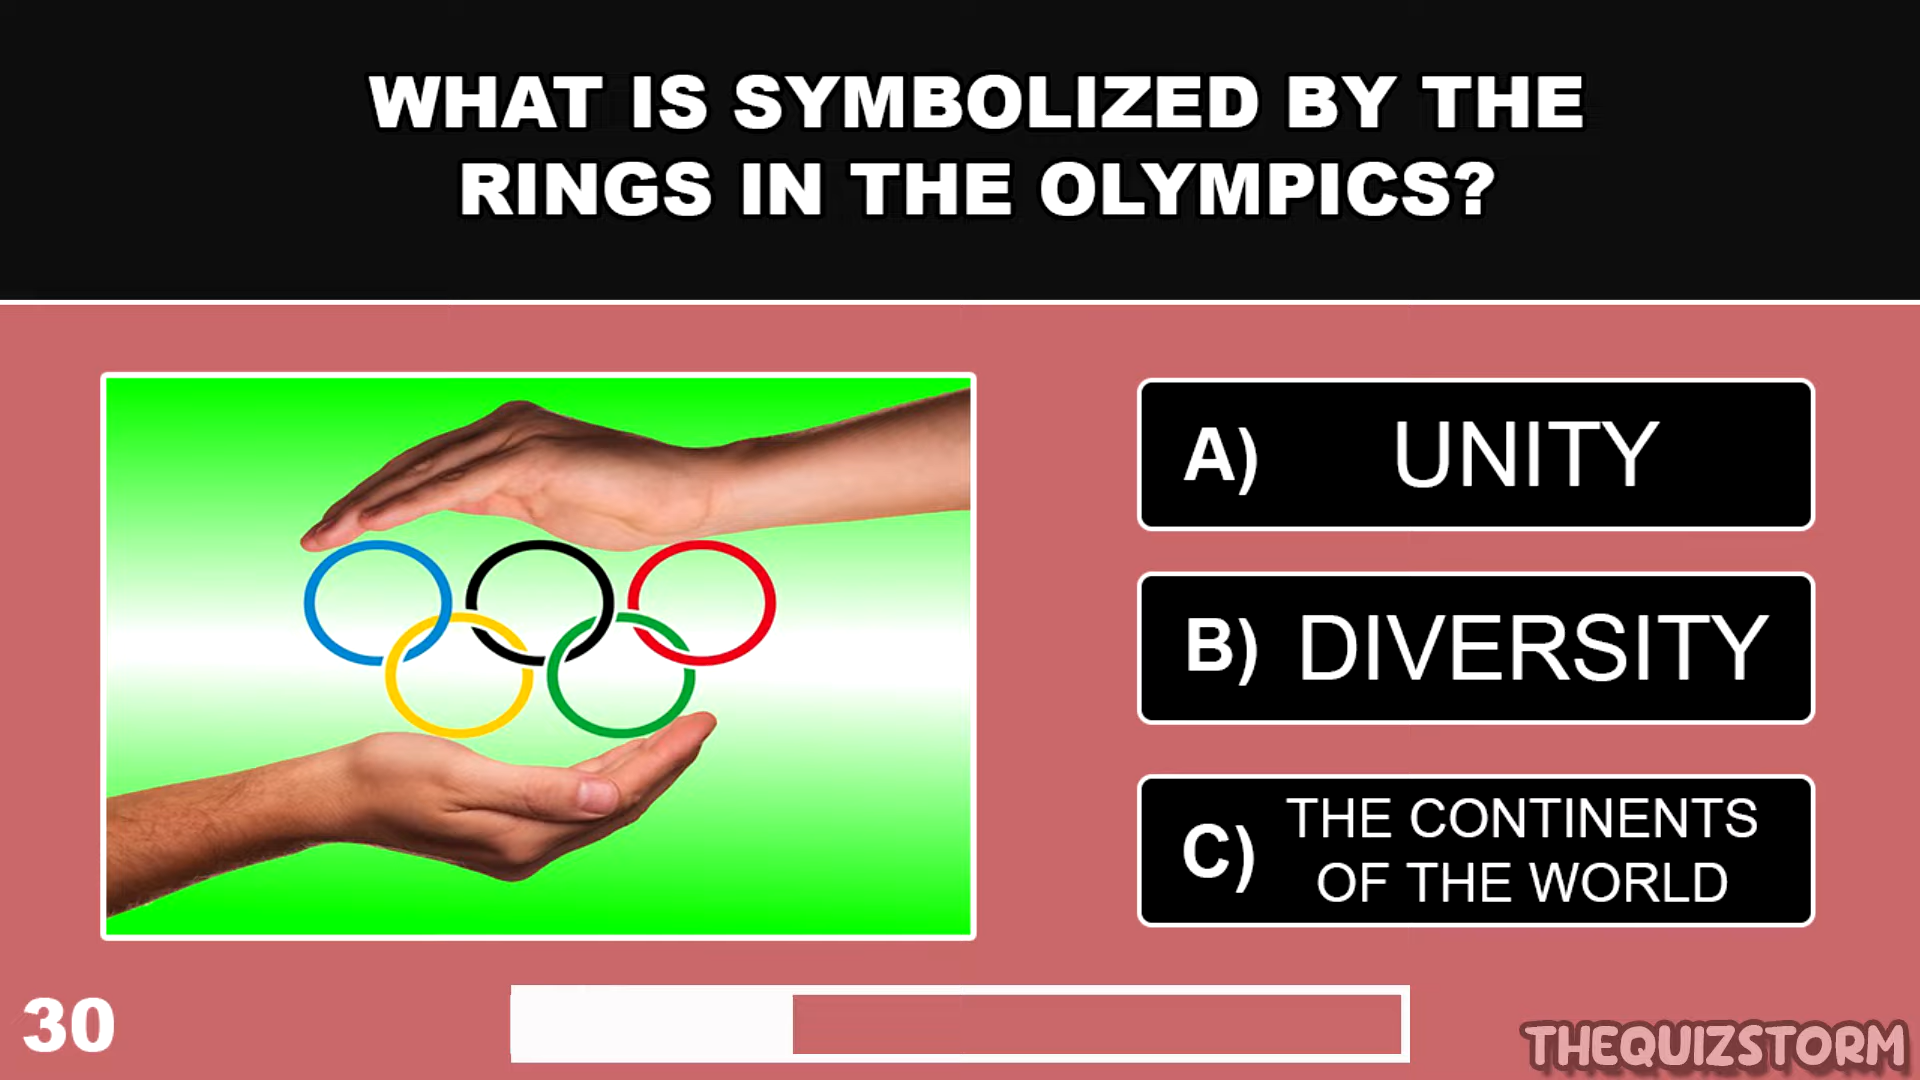 WHAT IS SYMBOLIZED BY THE
RINGS IN THE OLYMPICS?
A) UNITY
B) DIVERSITY
C) THE CONTINENTS
OF THE WORLD
30
THEQUIZSTORM